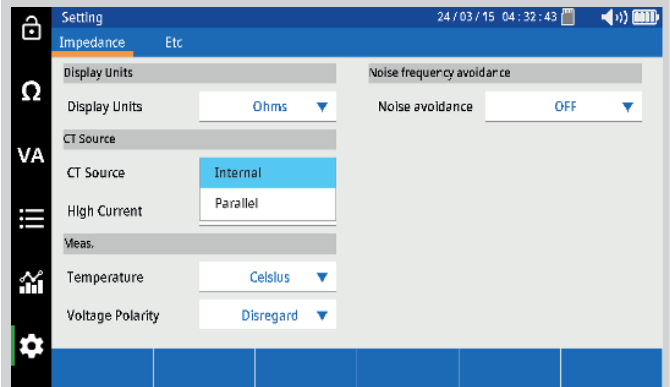 Setting 24/03/15 04:32:43
Impedance Etc
Display Units
Display Units Ohms
CT Source
CT Source Internal
Parallel
High Current
Meas.
Temperature Celsius
Voltage Polarity Disregard
Noise frequency avoidance
Noise avoidance OFF
Ω
VA